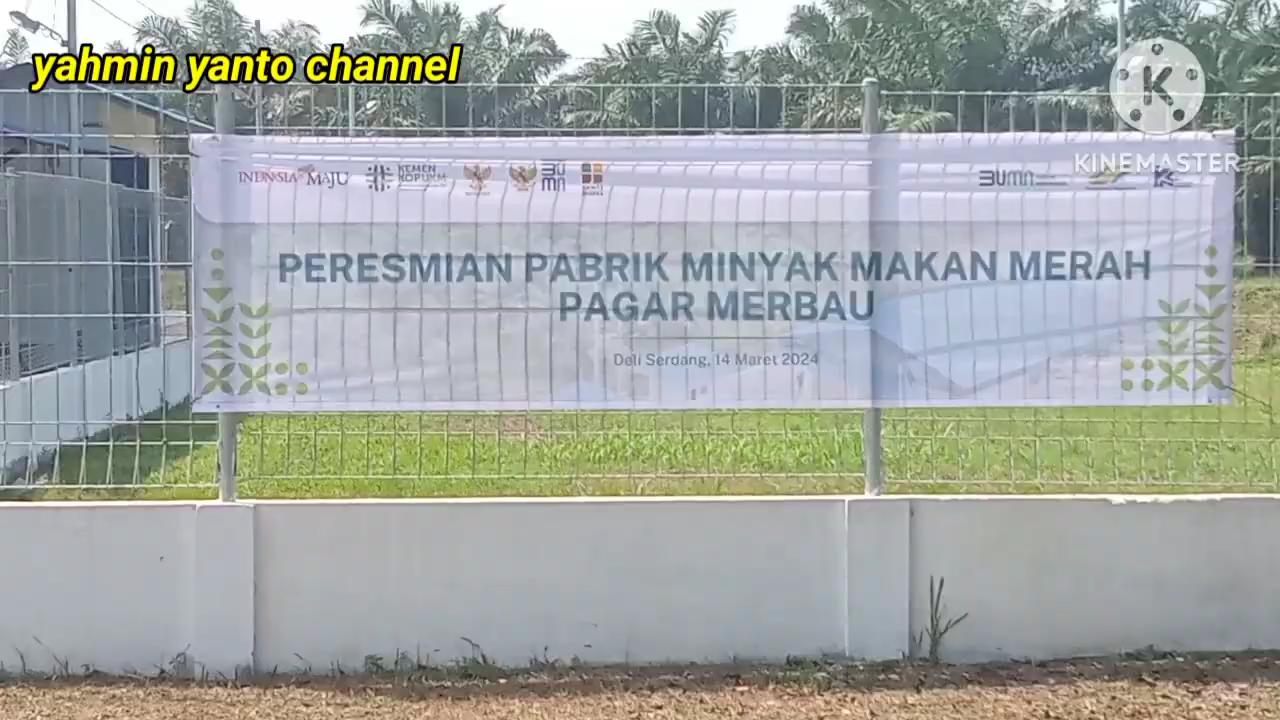 yahmin yanto channel
K
KINEMASTER
INDONESIA MAJU
KEMEN KOPUKM
BUMN
BUMN
PERESMIAN PABRIK MINYAK MAKAN MERAH
PAGAR MERBAU
Deli Serdang, 14 Maret 2024